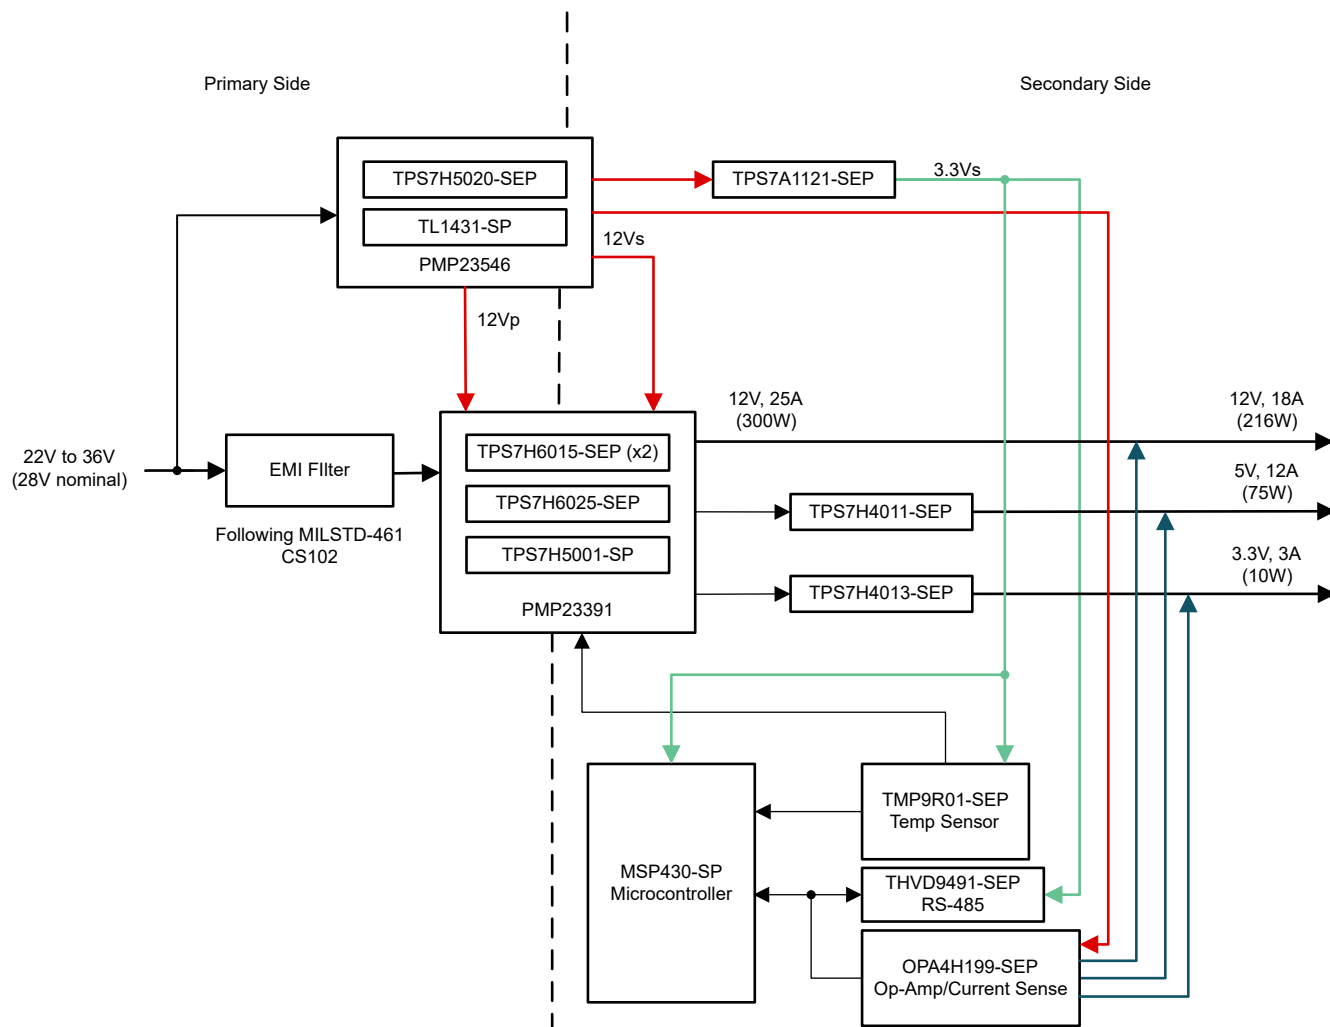 Primary Side
Secondary Side
TPS7H5020-SEP
TL1431-SP
PMP23546
TPS7A1121-SEP
3.3Vs
12Vs
12Vp
22V to 36V
(28V nominal)
EMI FIlter
Following MILSTD-461
CS102
TPS7H6015-SEP (x2)
TPS7H6025-SEP
TPS7H5001-SP
PMP23391
12V, 25A
(300W)
12V, 18A
(216W)
TPS7H4011-SEP
5V, 12A
(75W)
TPS7H4013-SEP
3.3V, 3A
(10W)
MSP430-SP
Microcontroller
TMP9R01-SEP
Temp Sensor
THVD9491-SEP
RS-485
OPA4H199-SEP
Op-Amp/Current Sense